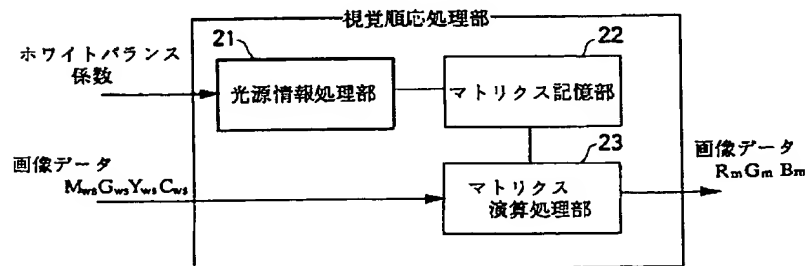 視覚順応処理部
21
22
ホワイトバランス
係数
光源情報処理部
マトリクス記憶部
23
画像データ
MwsGwsYwsCws
マトリクス
演算処理部
画像データ
RmGm Bm